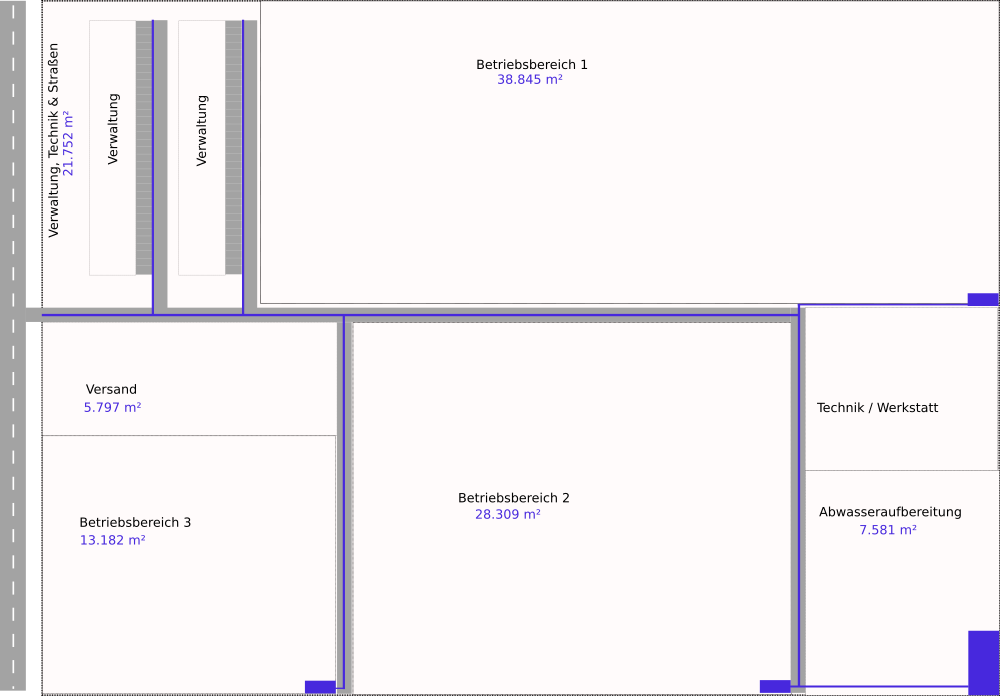 Verwaltung, Technik & Straßen
21.752 m²
Verwaltung
Verwaltung
Betriebsbereich 1
38.845 m²
Versand
5.797 m²
Technik / Werkstatt
Betriebsbereich 2
28.309 m²
Abwasseraufbereitung
7.581 m²
Betriebsbereich 3
13.182 m²